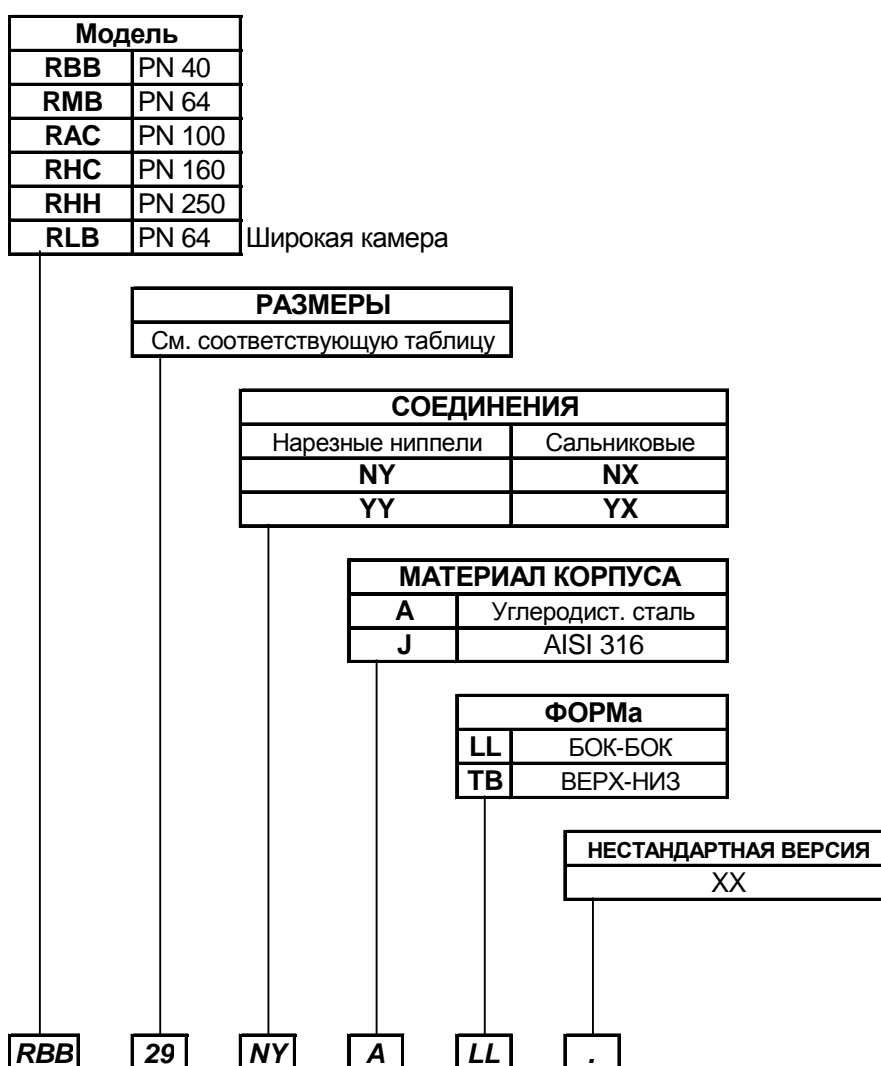 Модель
RBB PN 40
RMB PN 64
RAC PN 100
RHC PN 160
RHH PN 250
RLB PN 64 Широкая камера
РАЗМЕРЫ
См. соответствующую таблицу
СОЕДИНЕНИЯ
Нарезные ниппели Сальниковые
NY NX
YY YX
МАТЕРИАЛ КОРПУСА
A Углеродист. сталь
J AISI 316
ФОРМа
LL БОК-БОК
TB ВЕРХ-НИЗ
НЕСТАНДАРТНАЯ ВЕРСИЯ
XX
RBB 29 NY A LL .